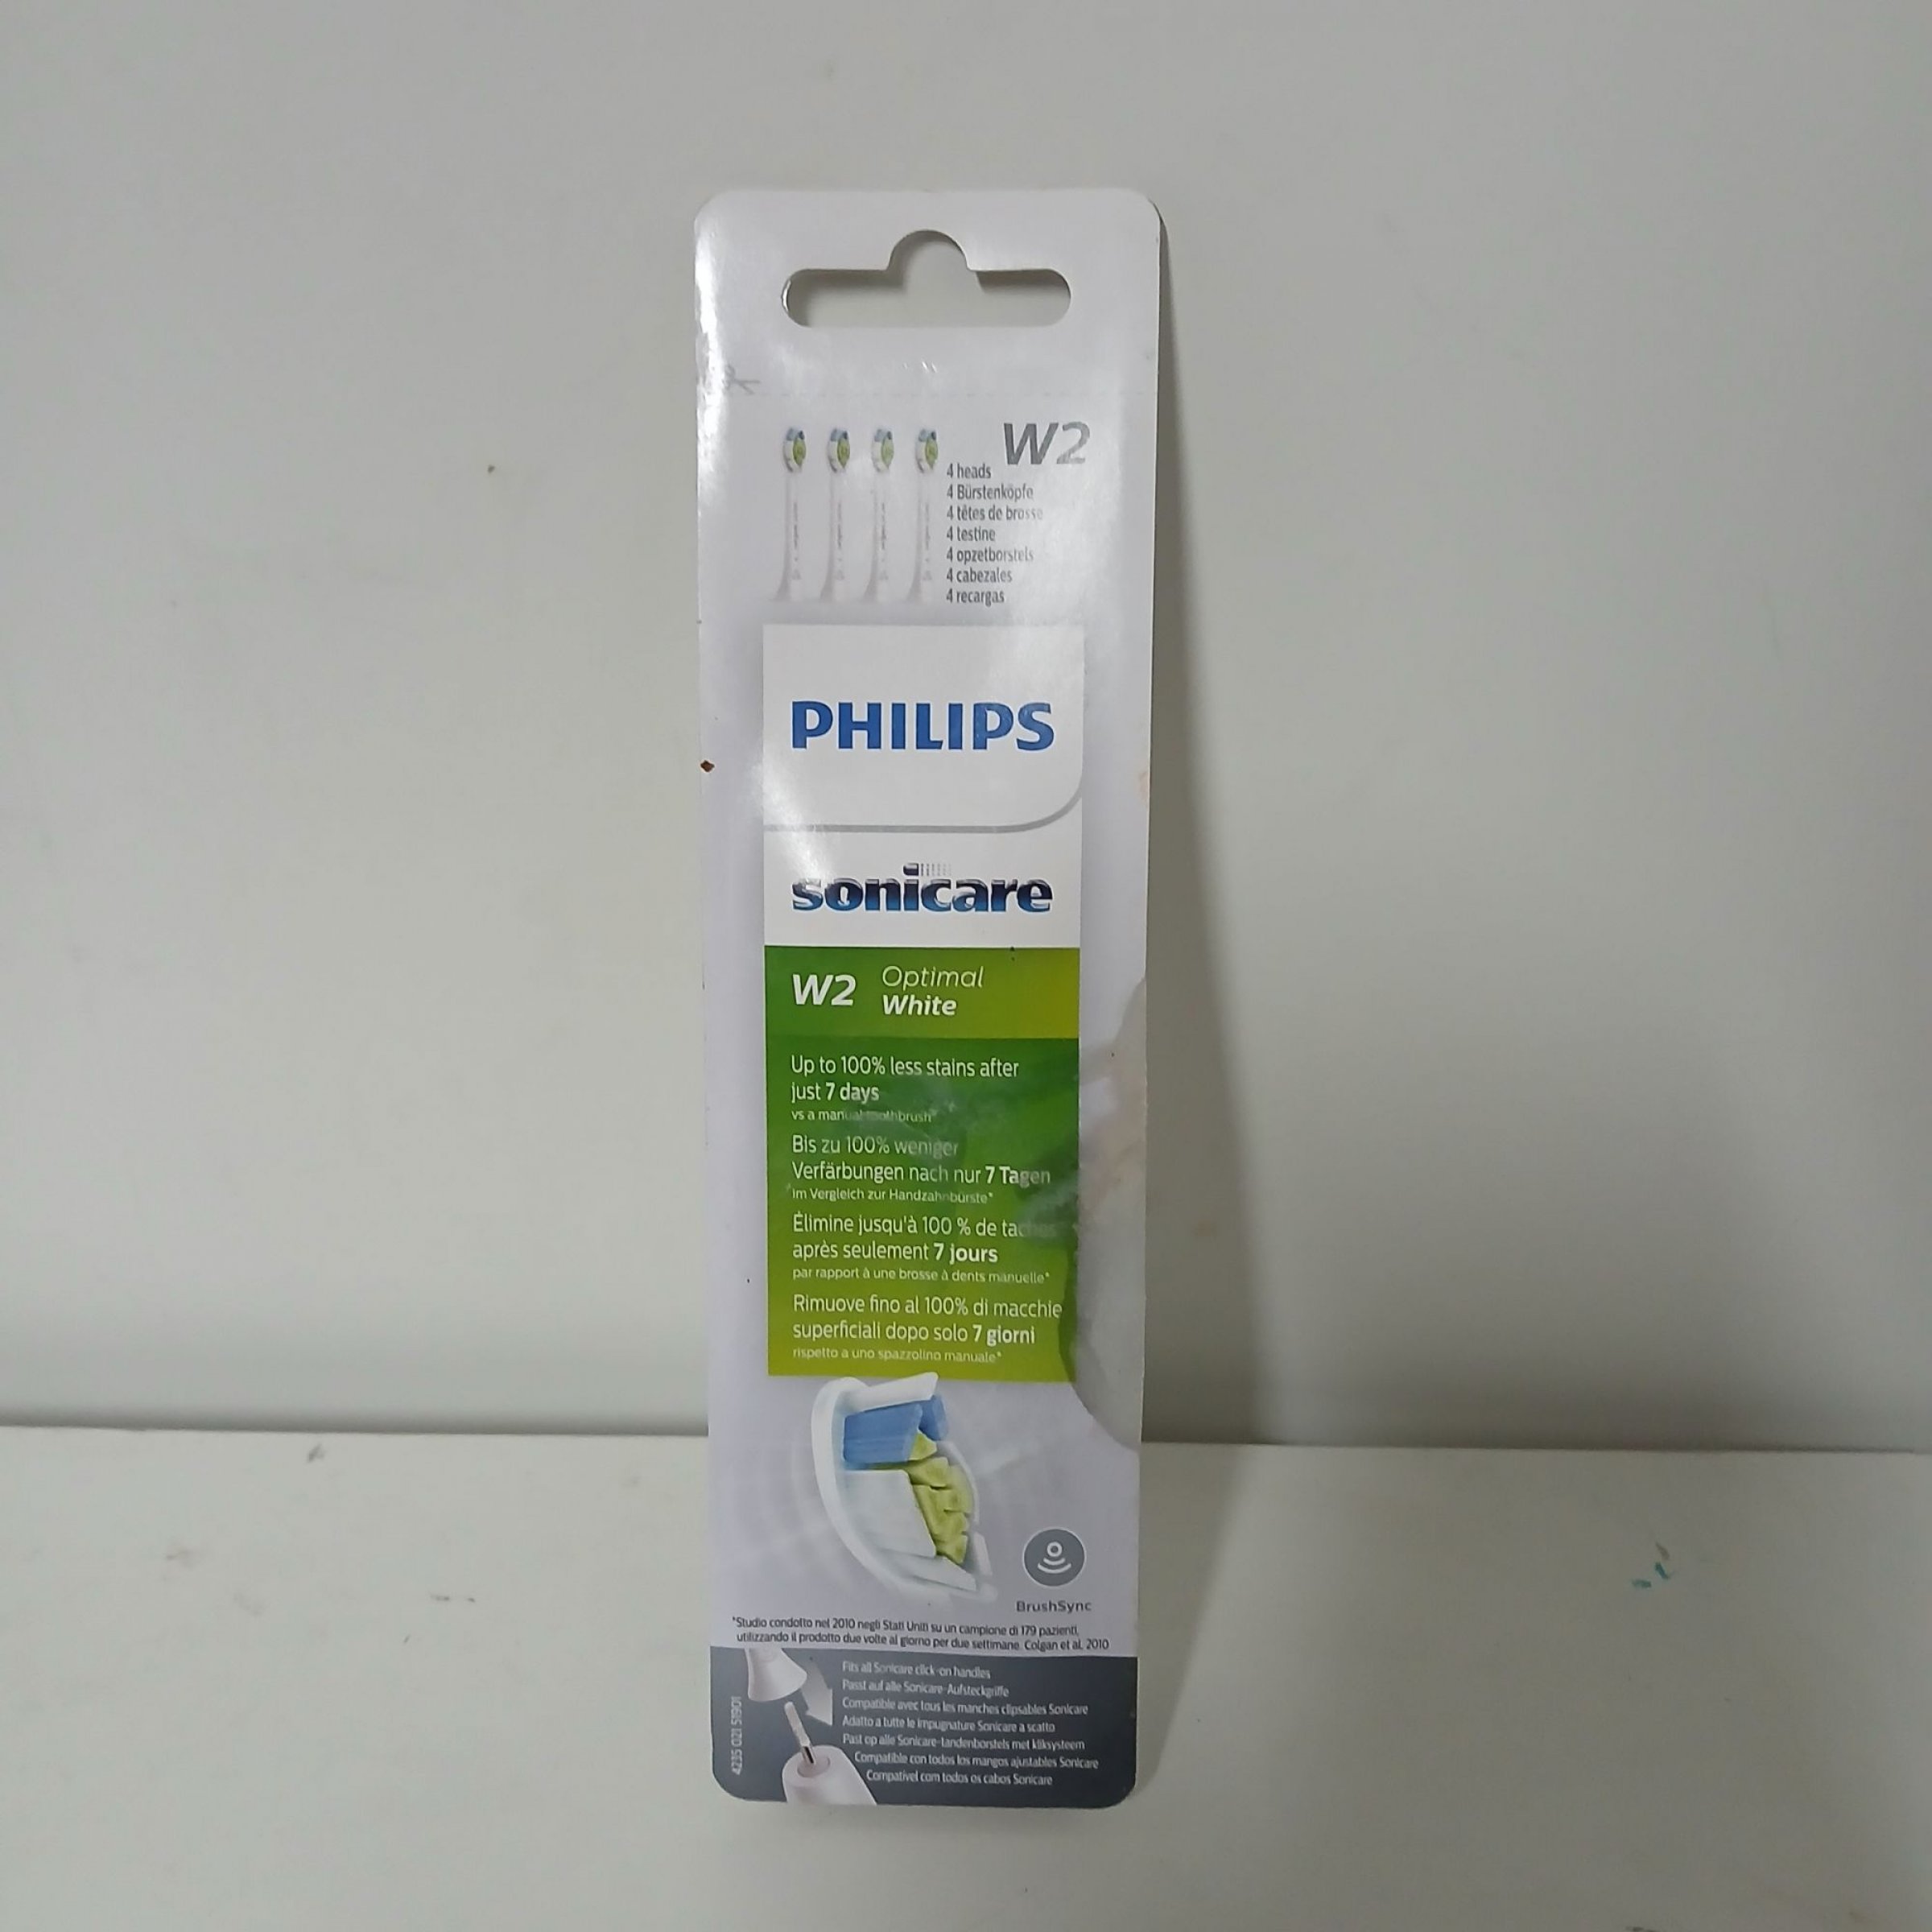 W2
4 heads
4 Bürstenköpfe
4 têtes de brosse
4 testine
4 opzetborstels
4 cabezales
4 recargas
PHILIPS
sonicare
W2 Optimal White
Up to 100% less stains after
just 7 days
vs a manual toothbrush*
Bis zu 100% weniger
Verfärbungen nach nur 7 Tagen
im Vergleich zur Handzahnbürste*
Élimine jusqu'à 100 % de taches
après seulement 7 jours
par rapport à une brosse à dents manuelle*
Rimuove fino al 100% di macchie
superficiali dopo solo 7 giorni
rispetto a uno spazzolino manuale*
BrushSync
*Studio condotto nel 2010 negli Stati Uniti su un campione di 179 pazienti,
utilizzando il prodotto due volte al giorno per due settimane. Colgan et al. 2010
Fits all Sonicare click-on handles
Passt auf alle Sonicare-Aufsteckgriffe
Compatible avec tous les manches clipsables Sonicare
Adatto a tutte le impugnature Sonicare a scatto
Past op alle Sonicare-tandenborstels met kliksysteem
Compatible con todos los mangos ajustables Sonicare
Compatível com todos os cabos Sonicare
4235 021 51901